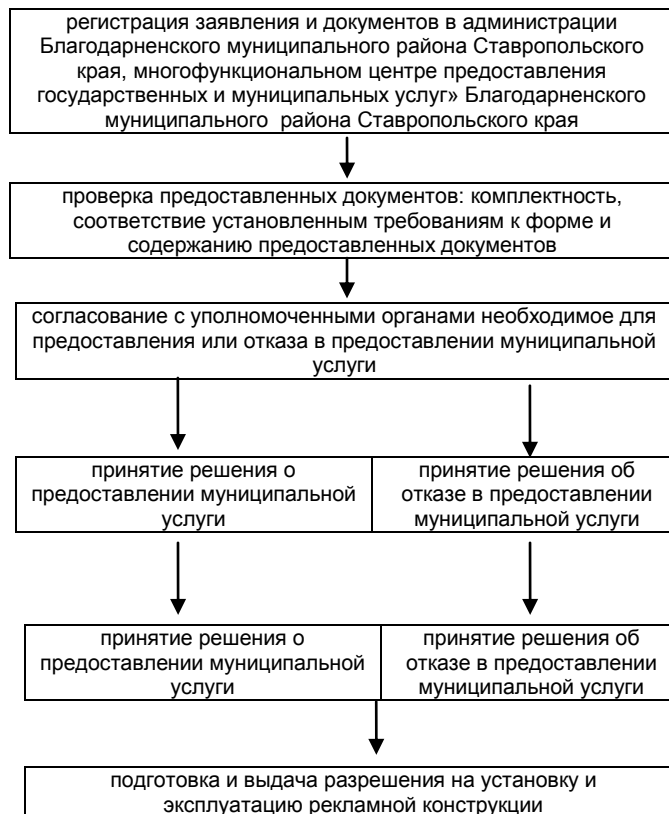 регистрация заявления и документов в администрации
Благодарненского муниципального района Ставропольского
края, многофункциональном центре предоставления
государственных и муниципальных услуг» Благодарненского
муниципального района Ставропольского края
проверка предоставленных документов: комплектность,
соответствие установленным требованиям к форме и
содержанию предоставленных документов
согласование с уполномоченными органами необходимое для
предоставления или отказа в предоставлении муниципальной
услуги
принятие решения о
предоставлении муниципальной
услуги
принятие решения об
отказе в предоставлении
муниципальной услуги
принятие решения о
предоставлении муниципальной
услуги
принятие решения об
отказе в предоставлении
муниципальной услуги
подготовка и выдача разрешения на установку и
эксплуатацию рекламной конструкции